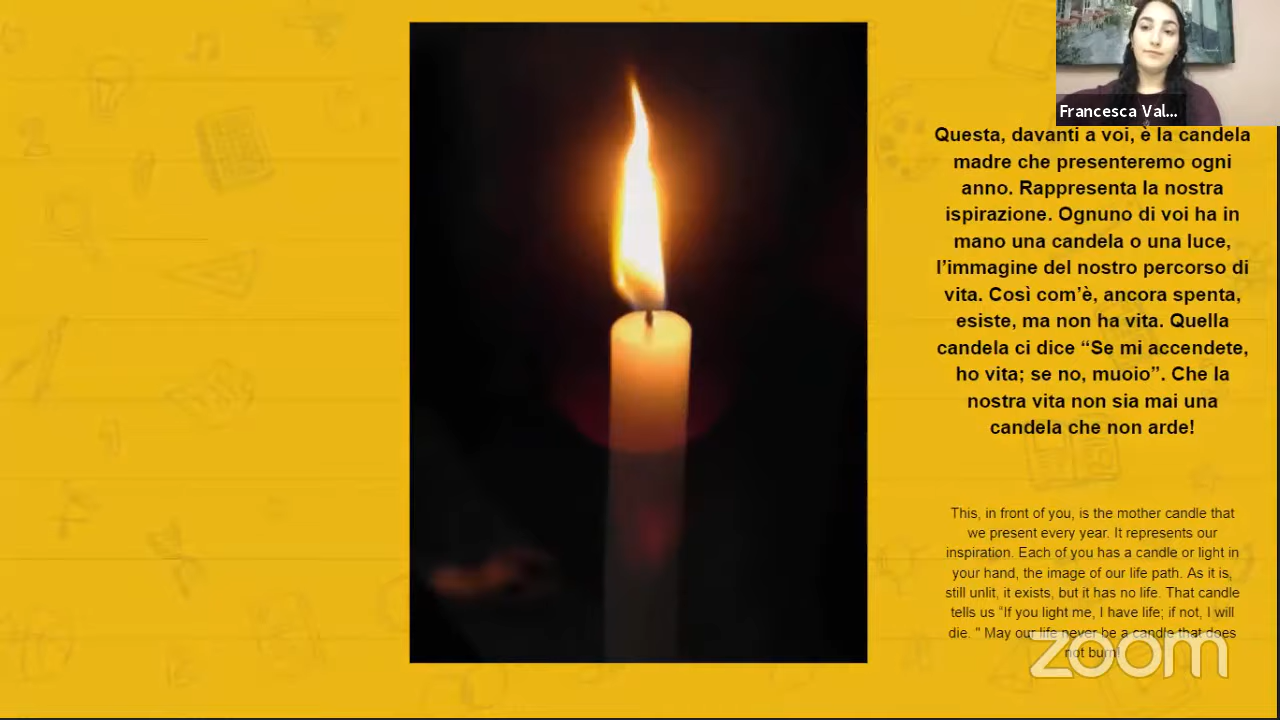 Francesca Val...
Questa, davanti a voi, è la candela
madre che presenteremo ogni
anno. Rappresenta la nostra
ispirazione. Ognuno di voi ha in
mano una candela o una luce,
l'immagine del nostro percorso di
vita. Così com'è, ancora spenta,
esiste, ma non ha vita. Quella
candela ci dice “Se mi accendete,
ho vita; se no, muoio”. Che la
nostra vita non sia mai una
candela che non arde!
This, in front of you, is the mother candle that
we present every year. It represents our
inspiration. Each of you has a candle or light in
your hand, the image of our life path. As it is,
still unlit, it exists, but it has no life. That candle
tells us “If you light me, I have life; if not, I will
die. " May our life never be a candle that does
not burn!
zoom